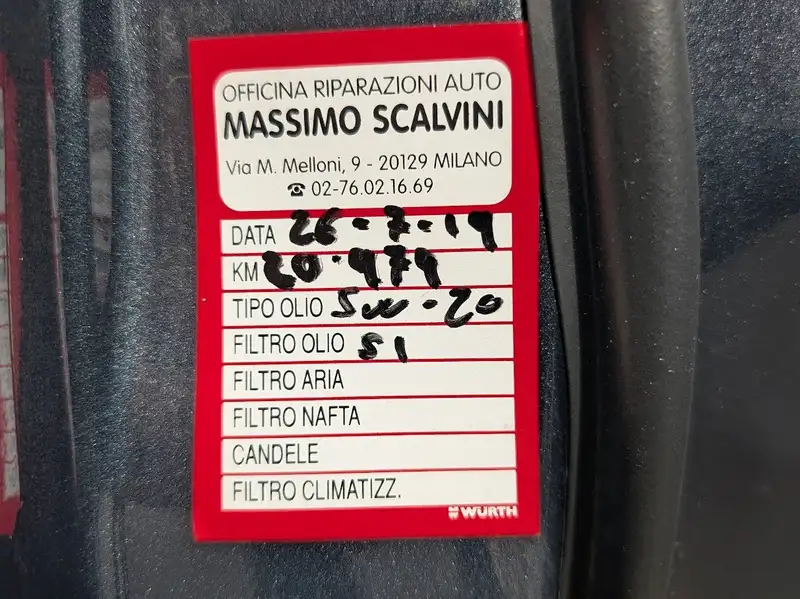 OFFICINA RIPARAZIONI AUTO
MASSIMO SCALVINI
Via M. Melloni, 9 - 20129 MILANO
☎ 02-76.02.16.69
DATA 26-7-19
KM 20.979
TIPO OLIO 5W-20
FILTRO OLIO SI
FILTRO ARIA
FILTRO NAFTA
CANDELE
FILTRO CLIMATIZZ.
WÜRTH